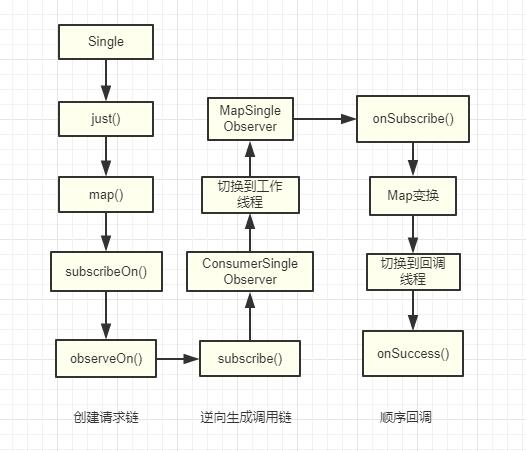 Single
just()
map()
subscribeOn()
observeOn()
创建请求链
subscribe()
ConsumerSingle
Observer
切换到工作
线程
MapSingle
Observer
逆向生成调用链
onSubscribe()
Map变换
切换到回调
线程
onSuccess()
顺序回调